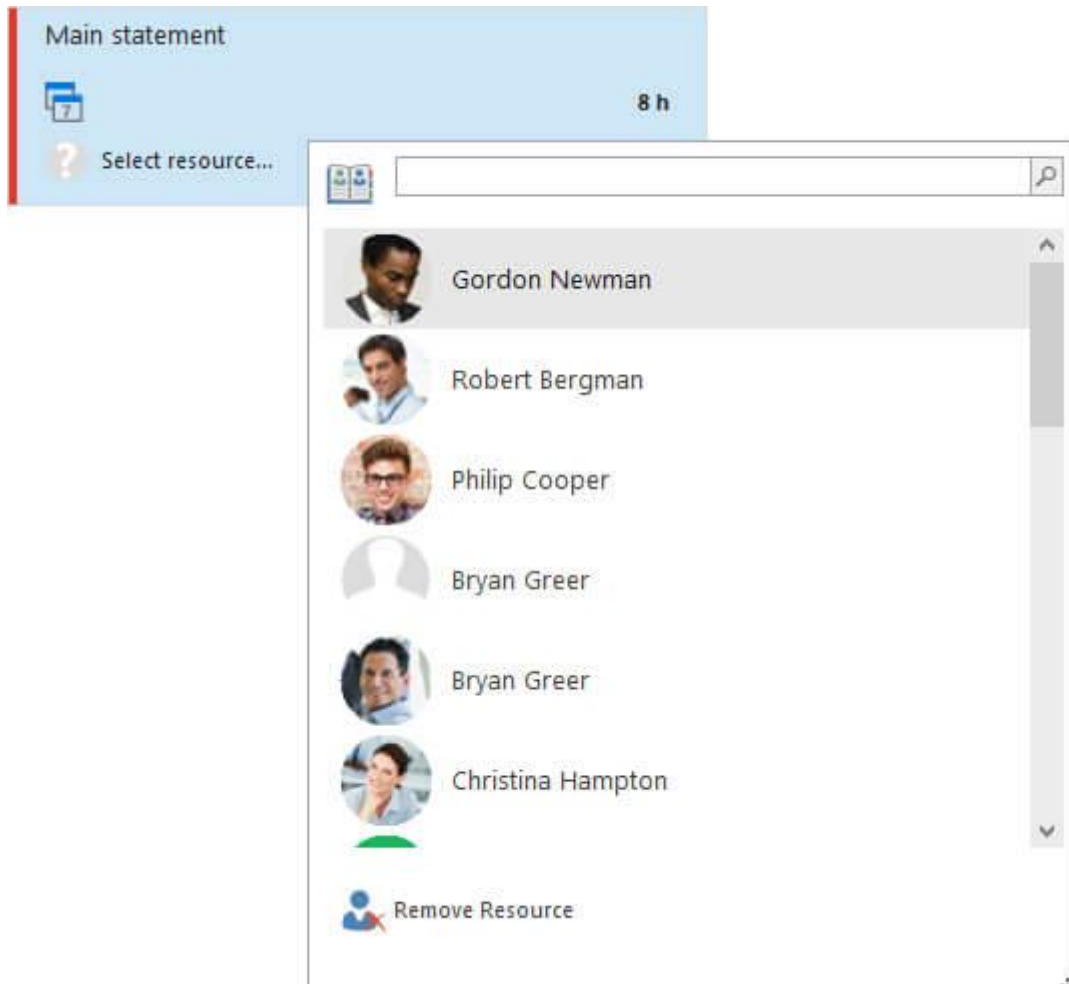 Main statement
7
8 h
? Select resource...
Gordon Newman
Robert Bergman
Philip Cooper
Bryan Greer
Bryan Greer
Christina Hampton
Remove Resource